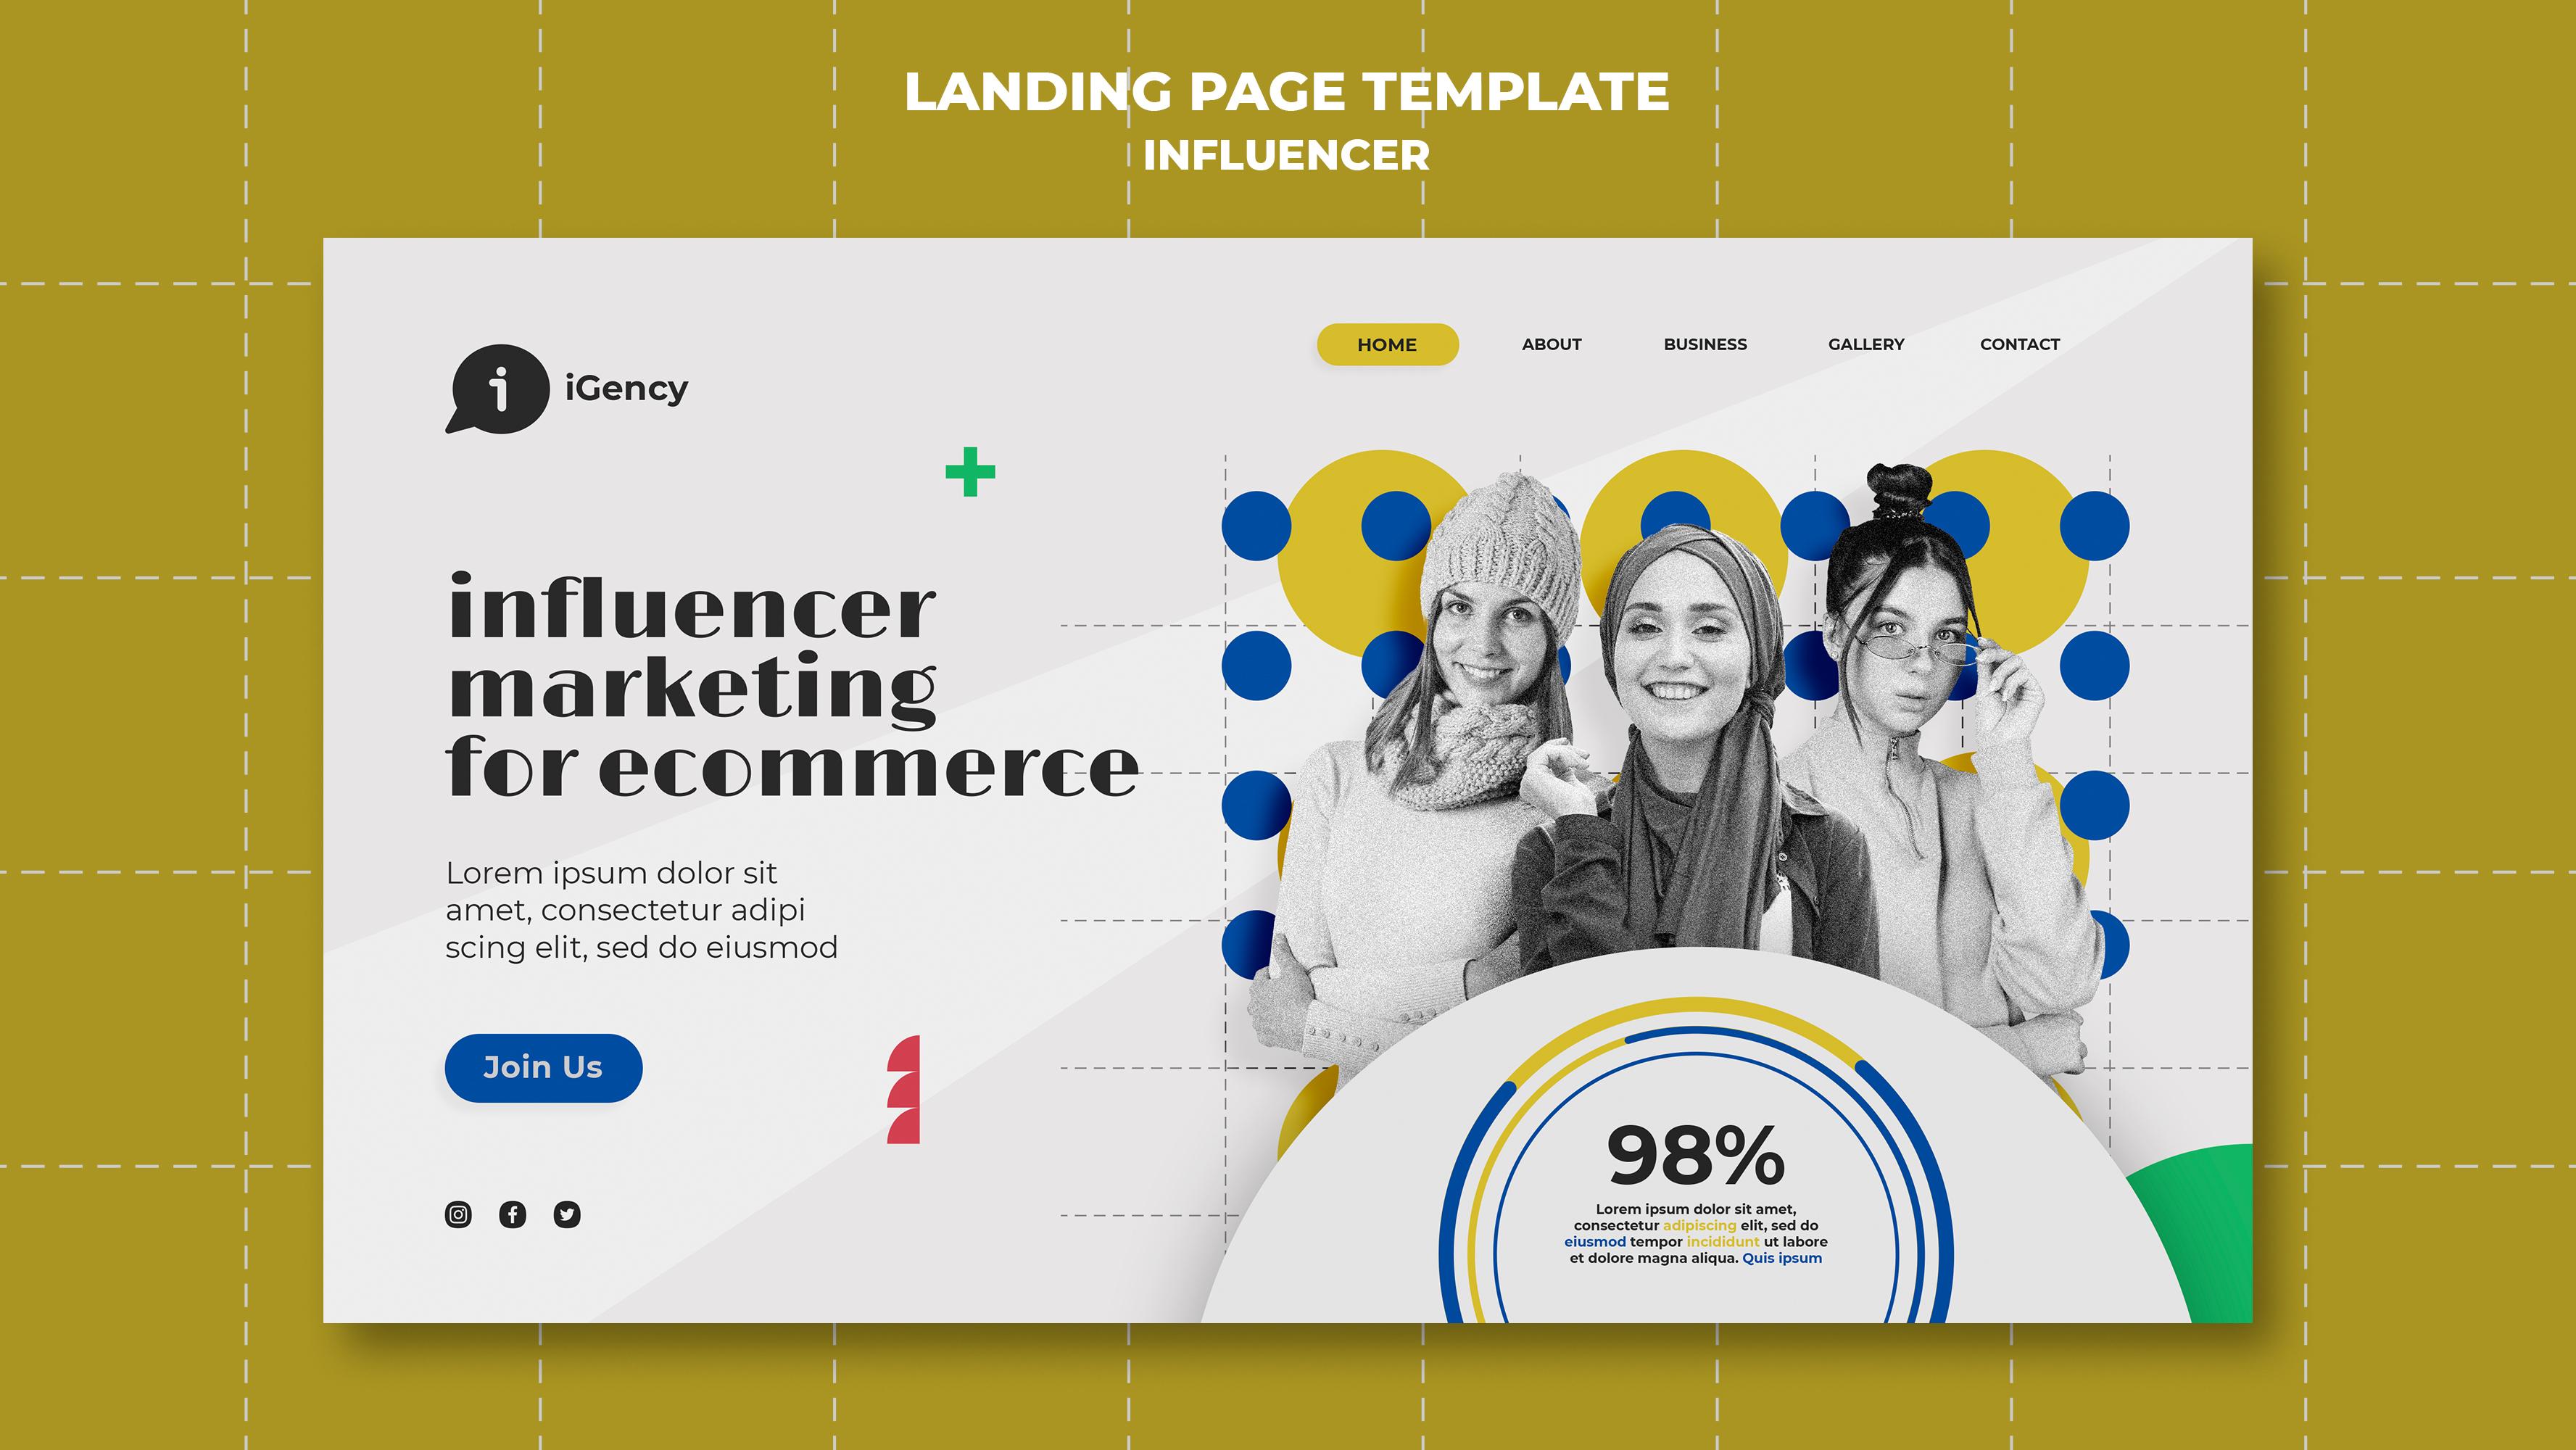 LANDING PAGE TEMPLATE
INFLUENCER
i
iGency
HOME
ABOUT
BUSINESS
GALLERY
CONTACT
influencer
marketing
for ecommerce
Lorem ipsum dolor sit
amet, consectetur adipi
scing elit, sed do eiusmod
Join Us
98%
Lorem ipsum dolor sit amet,
consectetur adipiscing elit, sed do
eiusmod tempor incididunt ut labore
et dolore magna aliqua. Quis ipsum